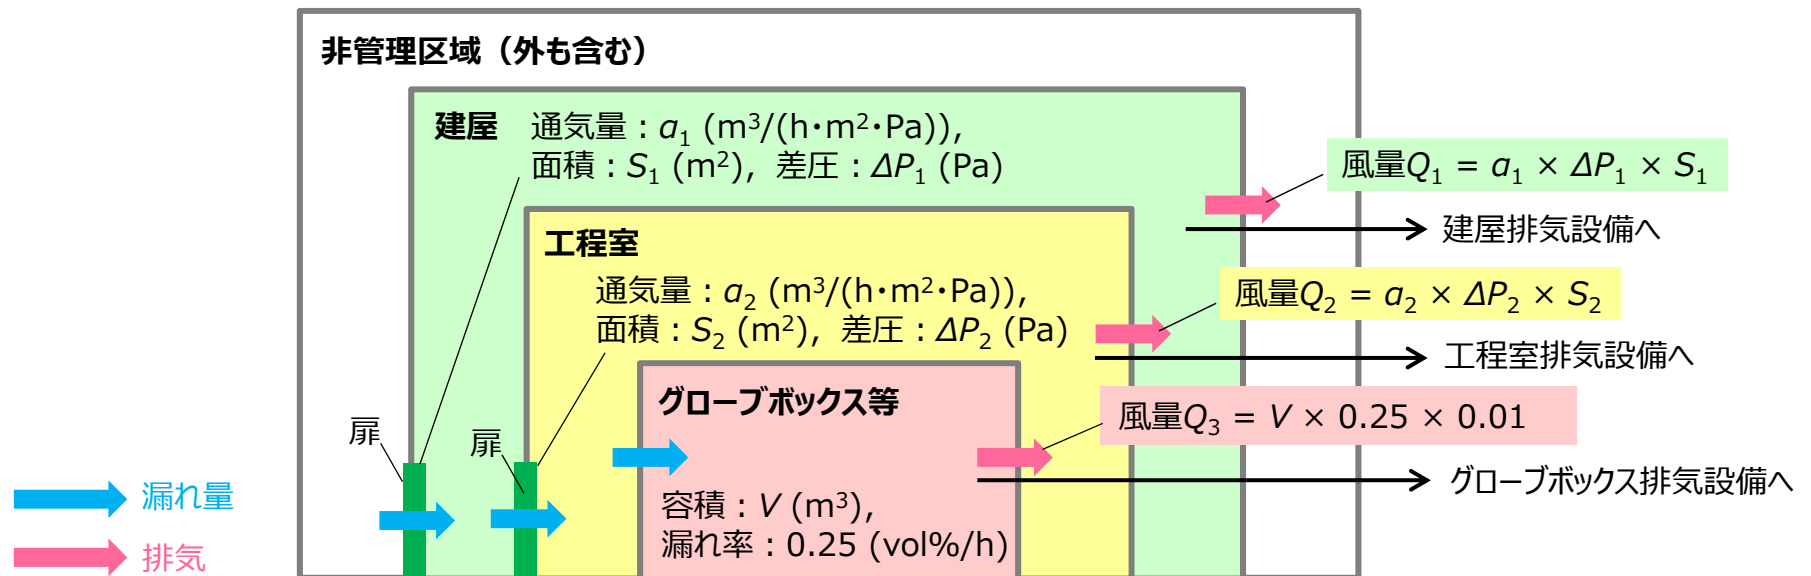 非管理区域（外も含む）
建屋 通気量：a₁ (m³/(h･m²･Pa)),
面積：S₁ (m²), 差圧：ΔP₁ (Pa)
風量Q₁ = a₁ × ΔP₁ × S₁
建屋排気設備へ
工程室
通気量：a₂ (m³/(h･m²･Pa)),
面積：S₂ (m²), 差圧：ΔP₂ (Pa)
風量Q₂ = a₂ × ΔP₂ × S₂
工程室排気設備へ
グローブボックス等
風量Q₃ = V × 0.25 × 0.01
グローブボックス排気設備へ
容積：V (m³),
漏れ率：0.25 (vol%/h)
扉
扉
漏れ量
排気